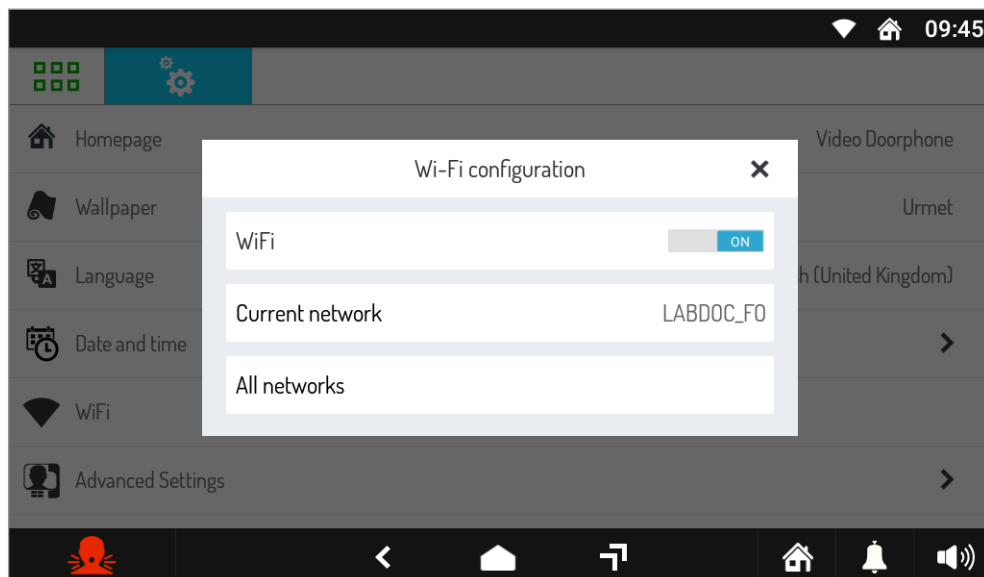 09:45
Homepage Video Doorphone
Wi-Fi configuration
Wallpaper Urmet
WiFi ON
Language h (United Kingdom)
Current network LABDOC_FO
Date and time
All networks
WiFi
Advanced Settings